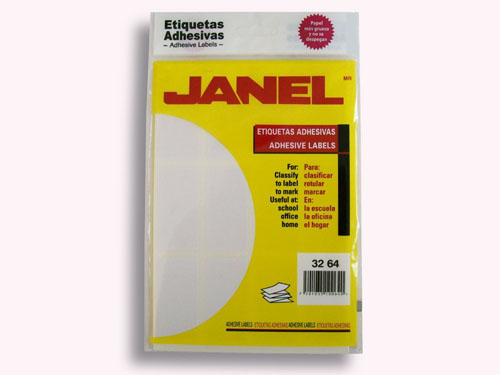 Etiquetas
Adhesivas
– Adhesive Labels –
Papel
más grueso
y no se
despegan
JANEL
MR
ETIQUETAS ADHESIVAS
ADHESIVE LABELS
For: Para:
Classify clasificar
to label rotular
to mark marcar
Useful at: En:
school la escuela
office la oficina
home el hogar
32 64
ADHESIVE LABELS ETIQUETAS ADHESIVAS ADHESIVE LABELS ETIQUETAS ADHESIVAS